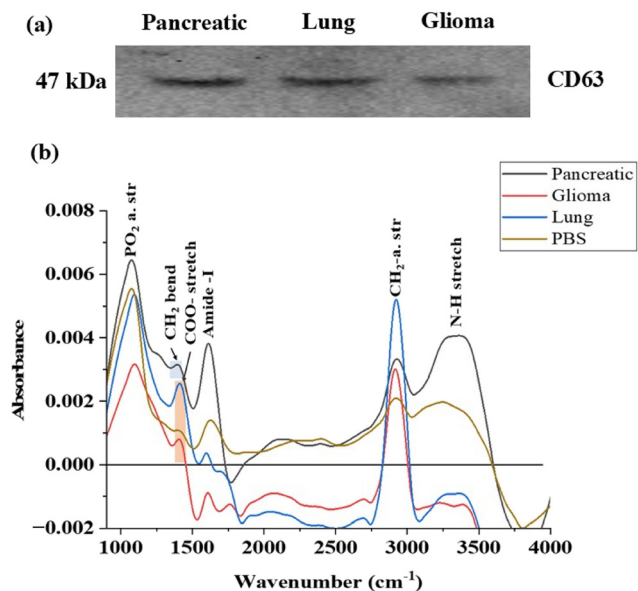 (a)
Pancreatic Lung Glioma
47 kDa CD63
(b)
Pancreatic
Glioma
Lung
PBS
0.008
0.006
0.004
0.002
0.000
−0.002
Absorbance
PO2 a. str
CH2 bend
COO- stretch
Amide -I
CH2-a. str
N-H stretch
1000 1500 2000 2500 3000 3500 4000
Wavenumber (cm-1)